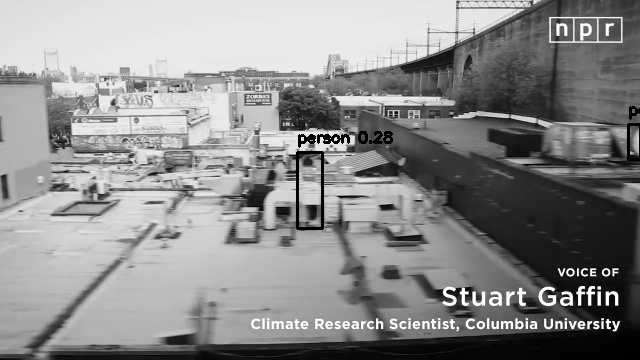 npr
person 0.28
VOICE OF
Stuart Gaffin
Climate Research Scientist, Columbia University